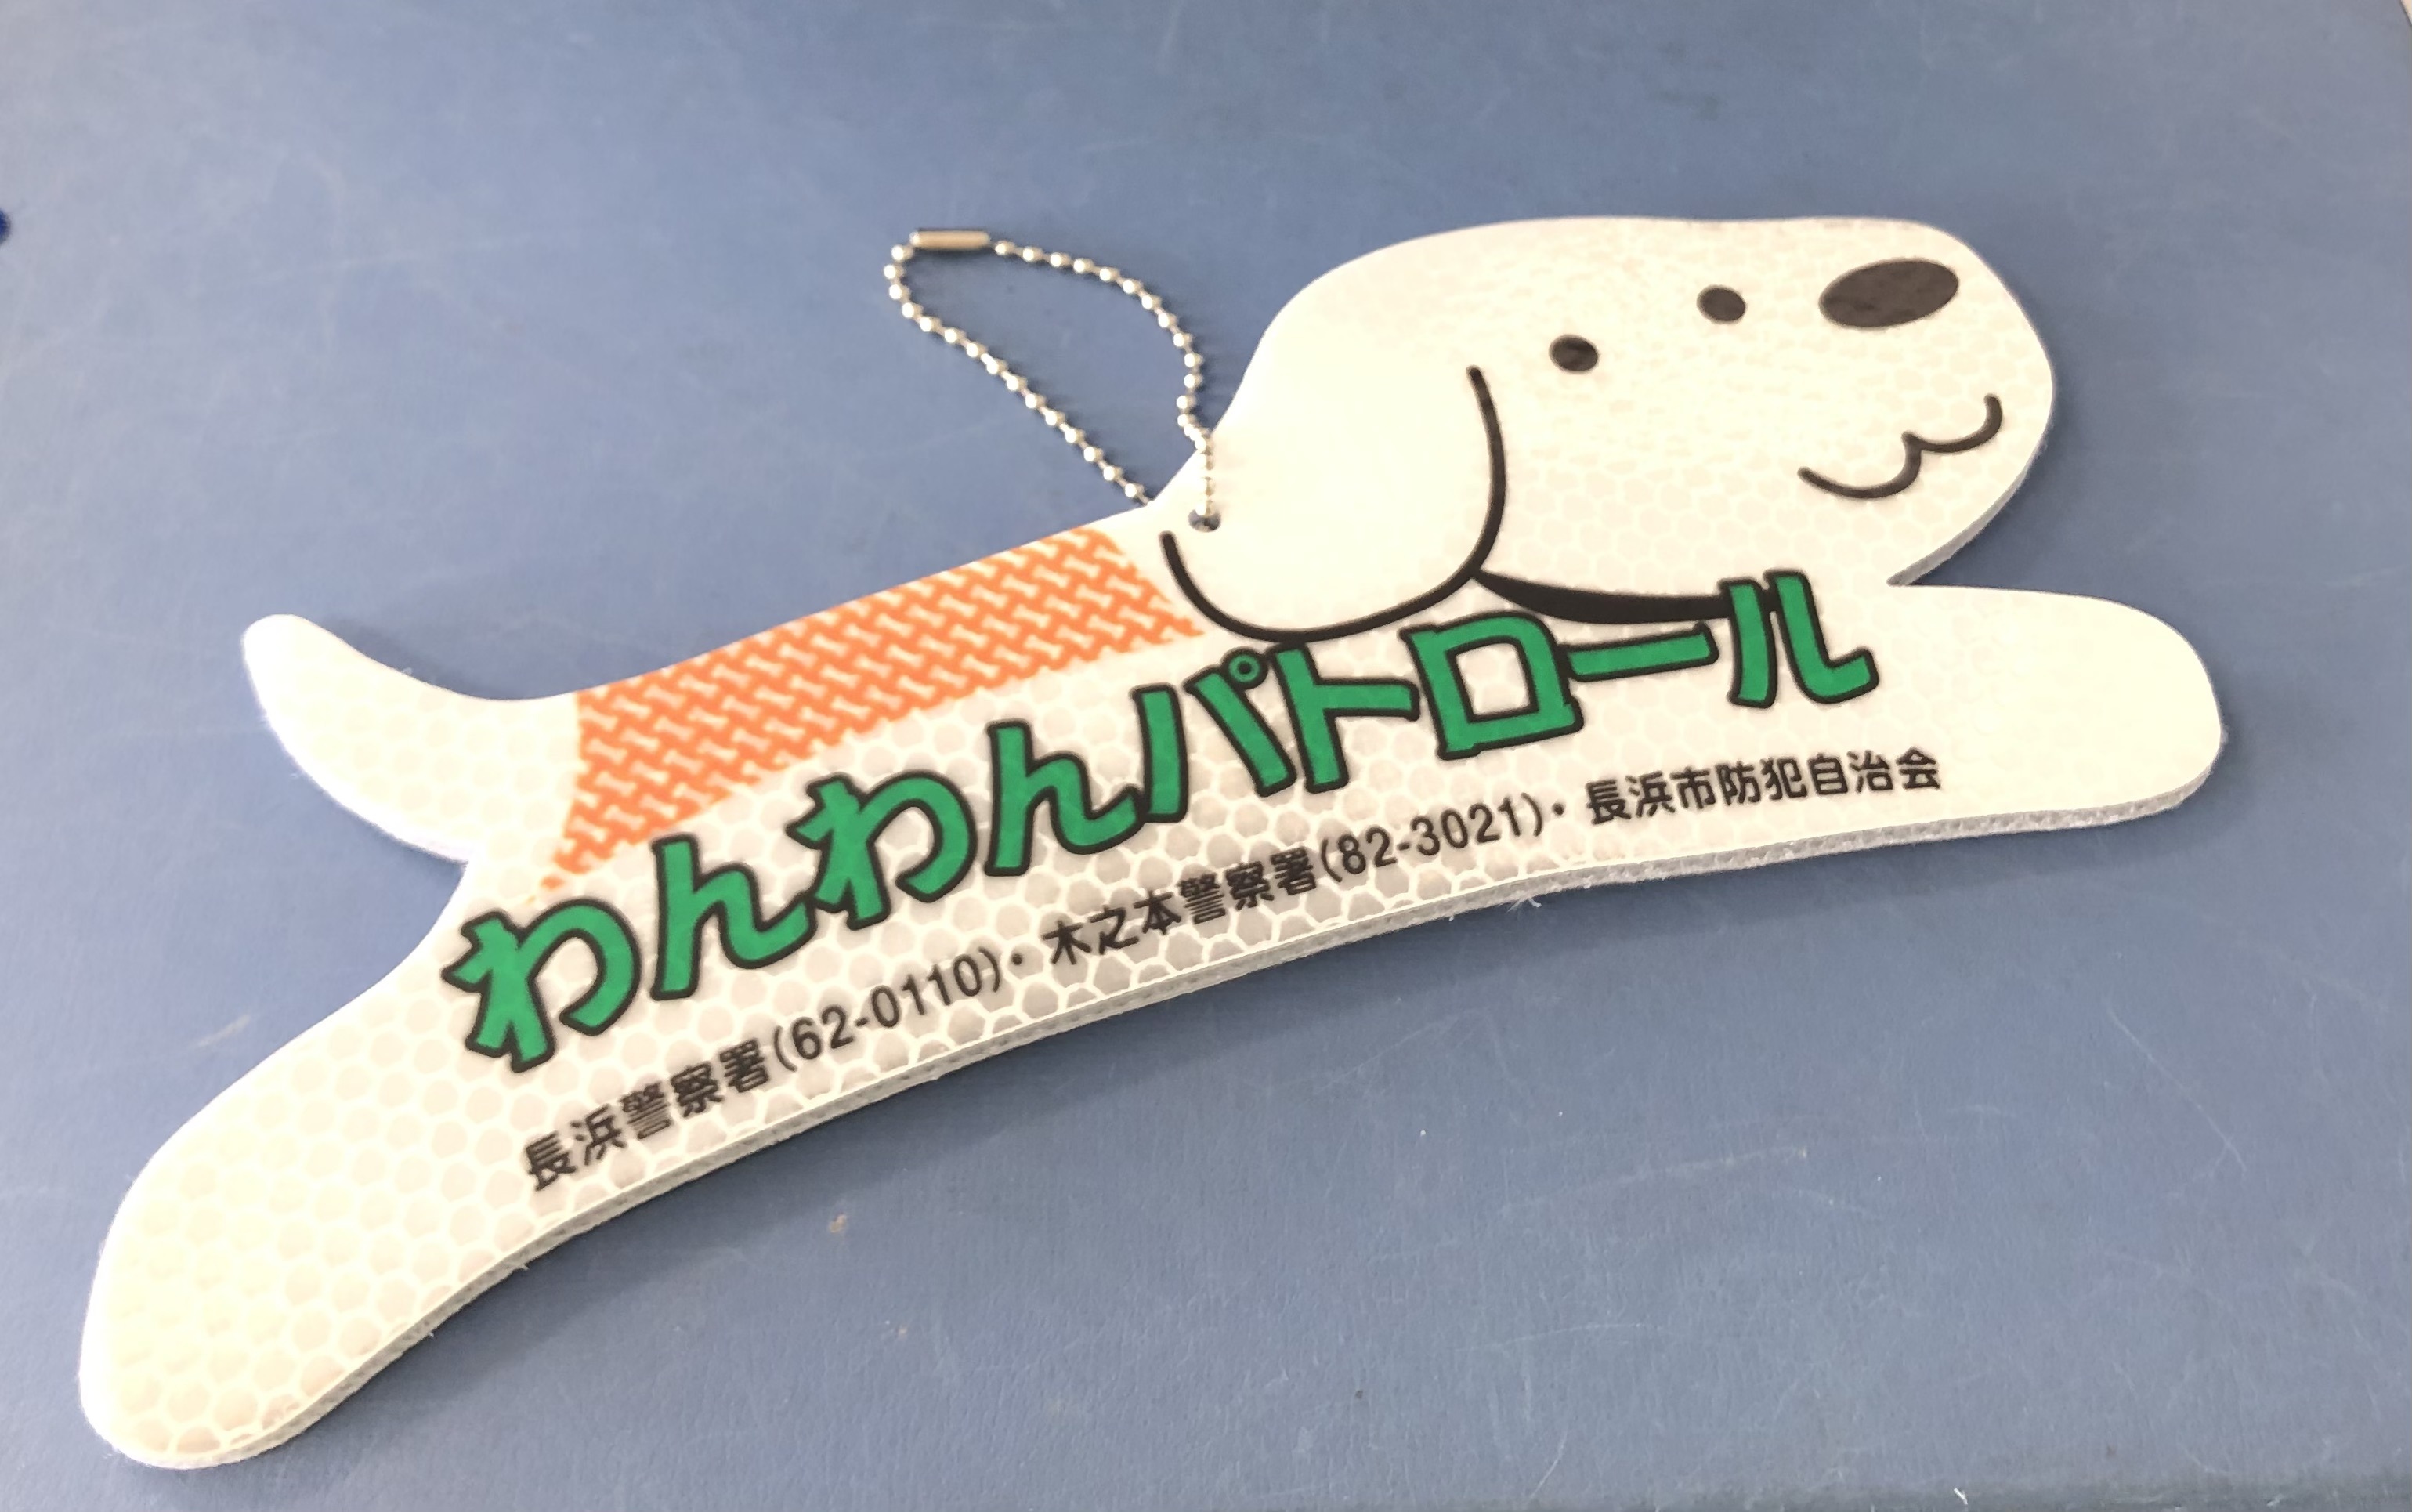 わんわんパトロール
長浜警察署(62-0110)・木之本警察署(82-3021)・長浜市防犯自治会